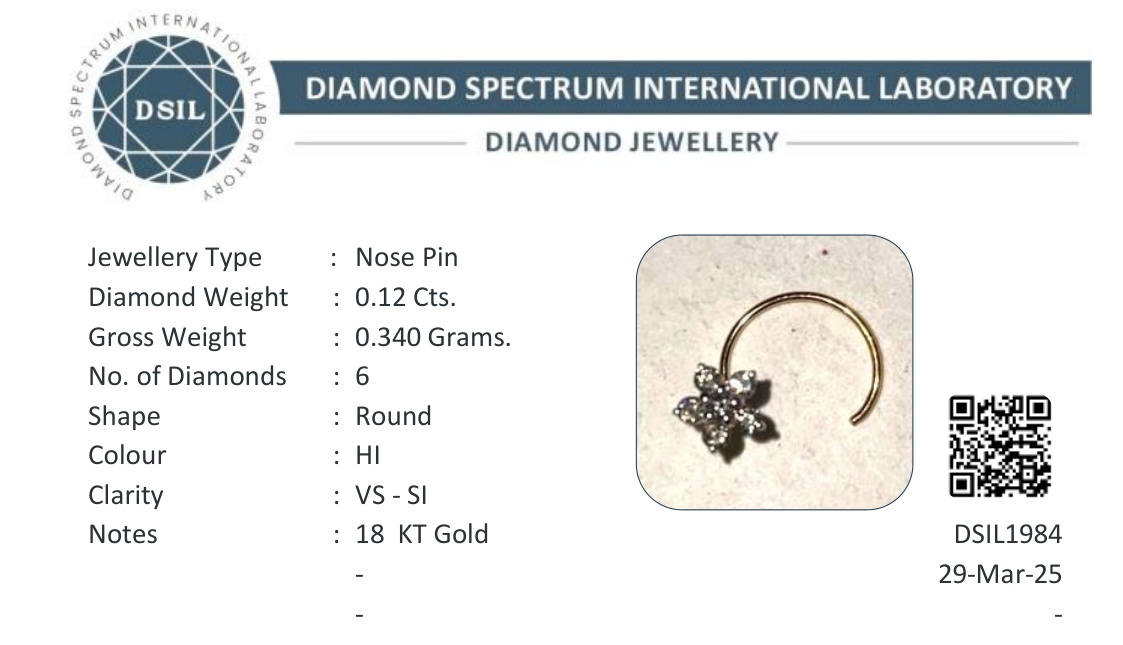 DIAMOND SPECTRUM INTERNATIONAL LABORATORY
DSIL
DIAMOND SPECTRUM INTERNATIONAL LABORATORY
DIAMOND JEWELLERY
Jewellery Type : Nose Pin
Diamond Weight : 0.12 Cts.
Gross Weight : 0.340 Grams.
No. of Diamonds : 6
Shape : Round
Colour : HI
Clarity : VS - SI
Notes : 18 KT Gold
-
-
DSIL1984
29-Mar-25
-